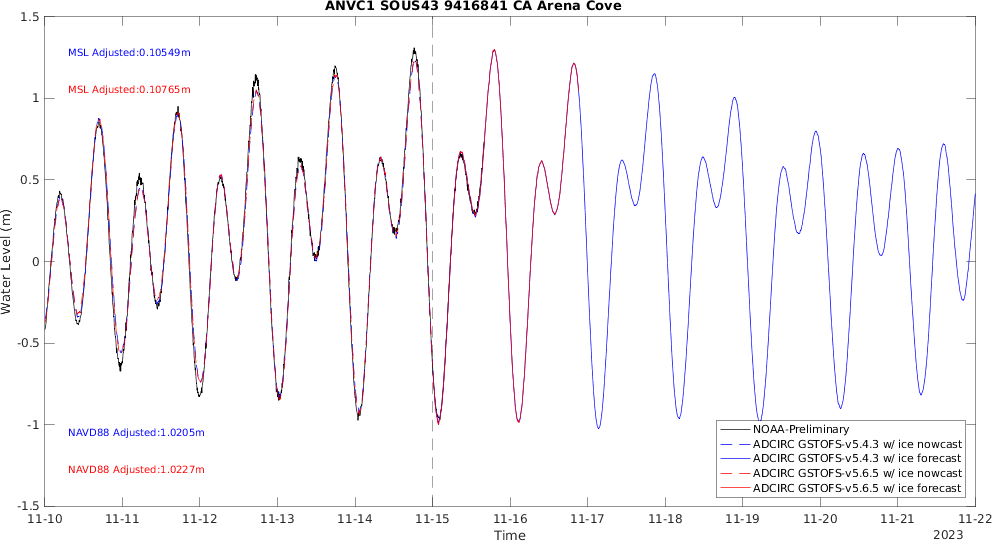 ANVC1 SOUS43 9416841 CA Arena Cove
1.5
MSL Adjusted:0.10549m
MSL Adjusted:0.10765m
1
0.5
Water Level (m)
0
-0.5
-1
NAVD88 Adjusted:1.0205m
NAVD88 Adjusted:1.0227m
NOAA-Preliminary
ADCIRC GSTOFS-v5.4.3 w/ ice nowcast
ADCIRC GSTOFS-v5.4.3 w/ ice forecast
ADCIRC GSTOFS-v5.6.5 w/ ice nowcast
ADCIRC GSTOFS-v5.6.5 w/ ice forecast
-1.5
11-10 11-11 11-12 11-13 11-14 11-15 11-16 11-17 11-18 11-19 11-20 11-21 11-22
Time
2023